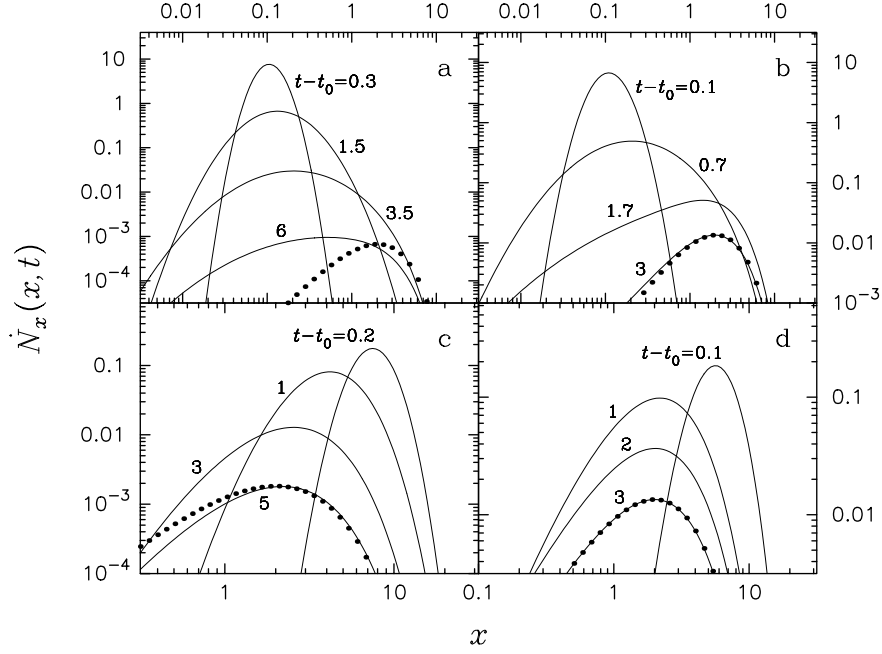 0.01 0.1 1 10 0.01 0.1 1 10
10 a t−t₀=0.3 b 10
1 t−t₀=0.1 1
0.1 1.5 0.7
0.01 3.5 1.7 0.1
10⁻³ 6 0.01
10⁻⁴ 3 10⁻³
Ṅₓ(x,t)
c t−t₀=0.2 d t−t₀=0.1
0.1 1 1 0.1
0.01 3 2
10⁻³ 5 3 0.01
10⁻⁴
1 10 0.1 1 10
x